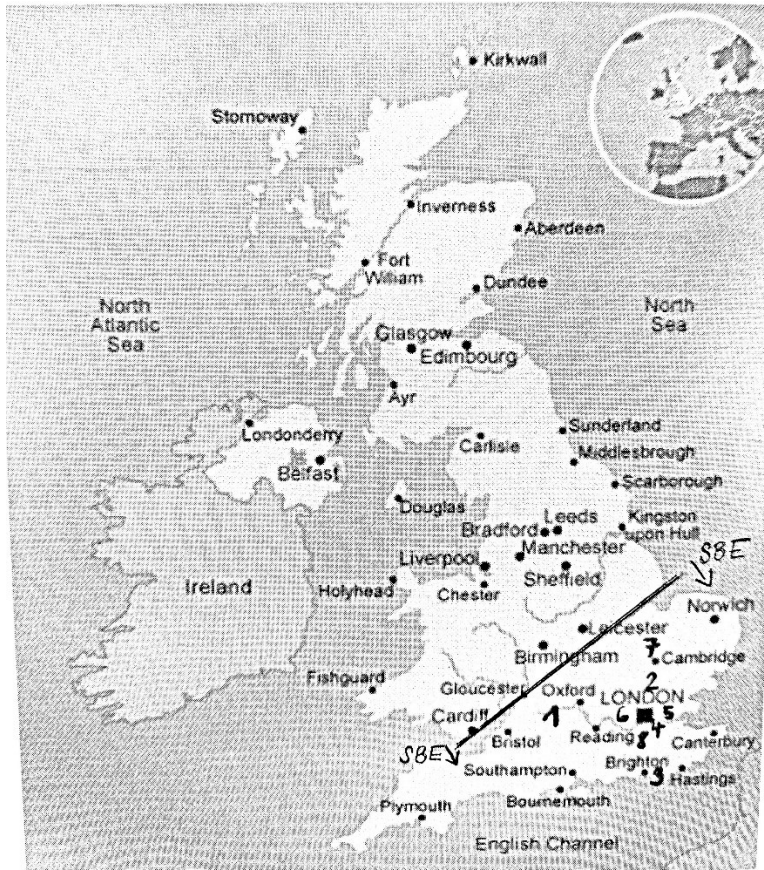 Kirkwall
Stornoway
Inverness
Aberdeen
Fort
William
Dundee
North
Atlantic
Sea
North
Sea
Glasgow
Edimbourg
Ayr
Londonderry
Sunderland
Carlisle
Belfast
Middlesbrough
Scarborough
Douglas
Leeds
Kingston
upon Hull
Bradford
Manchester
Liverpool
Sheffield
SBE
Ireland
Holyhead
Chester
Norwich
Leicester
7
Birmingham
Cambridge
Fishguard
2
Gloucester
Oxford
LONDON
1
6
5
Cardiff
4
Bristol
Reading
8
Canterbury
SBE
Southampton
Brighton
3
Hastings
Bournemouth
Plymouth
English Channel